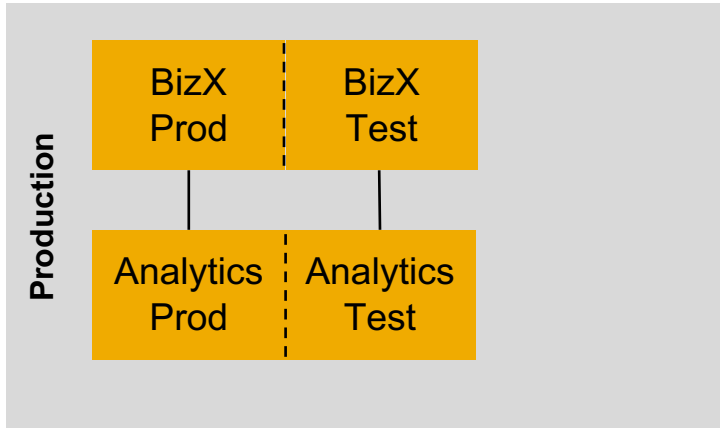 Production
BizX
Prod
BizX
Test
Analytics
Prod
Analytics
Test